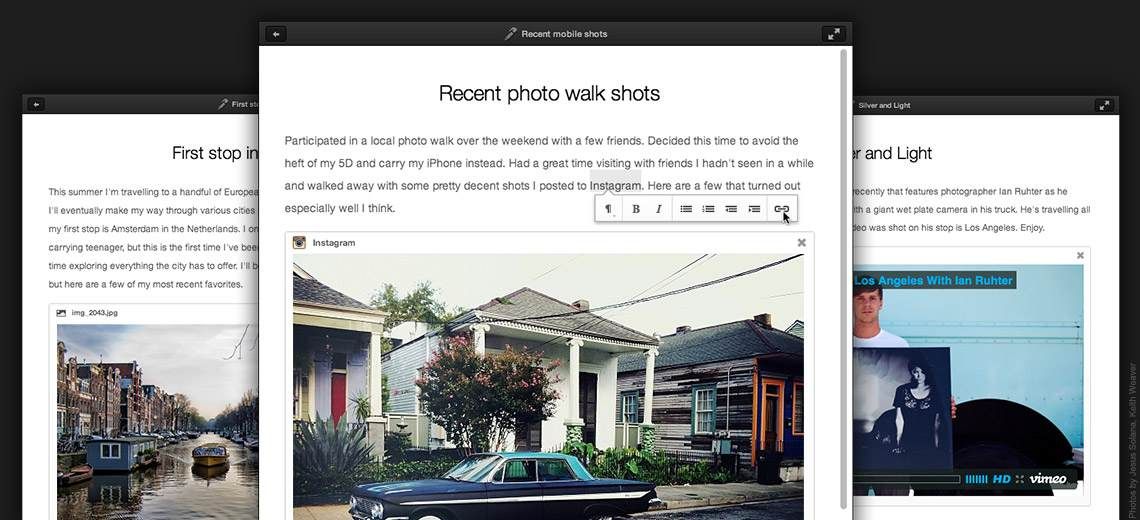 Recent mobile shots
Recent photo walk shots
Participated in a local photo walk over the weekend with a few friends. Decided this time to avoid the
heft of my 5D and carry my iPhone instead. Had a great time visiting with friends I hadn't seen in a while
and walked away with some pretty decent shots I posted to Instagram. Here are a few that turned out
especially well I think.
¶ B I
Instagram
First sto
First stop in
This summer I'm travelling to a handful of Europea
I'll eventually make my way through various cities
my first stop is Amsterdam in the Netherlands. I on
carrying teenager, but this is the first time I've bee
time exploring everything the city has to offer. I'll b
but here are a few of my most recent favorites.
img_2043.jpg
Silver and Light
er and Light
recently that features photographer Ian Ruhter as he
ith a giant wet plate camera in his truck. He's travelling all
deo was shot on his stop is Los Angeles. Enjoy.
Los Angeles With Ian Ruhter
HD vimeo
Photos by Jesus Solana, Keith Weaver